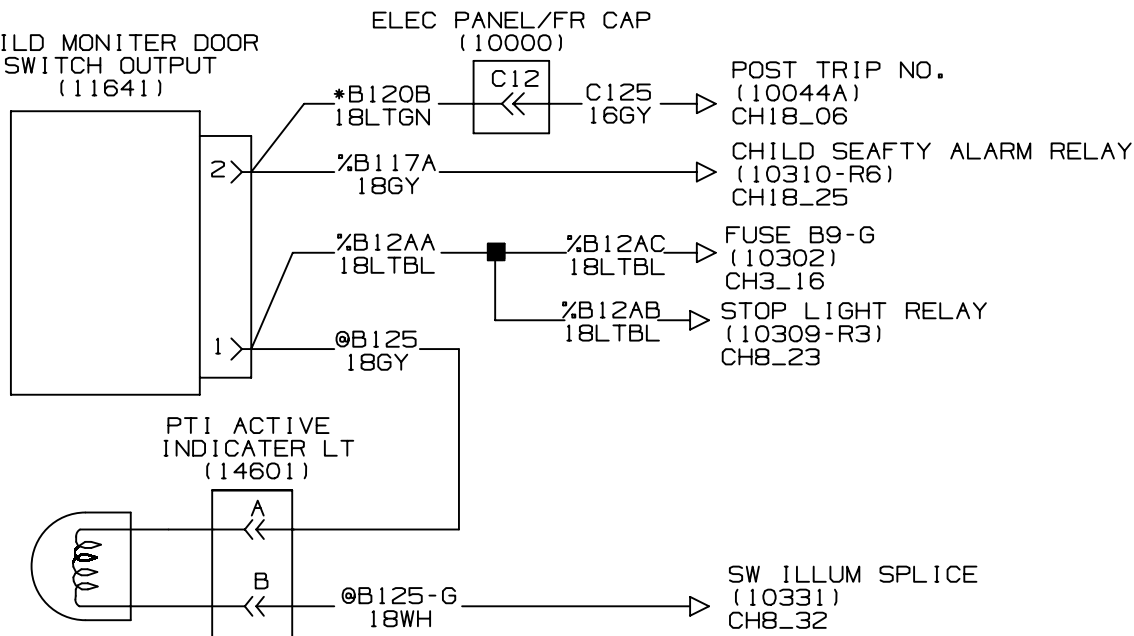 ELEC PANEL/FR CAP
(10000)
ILD MONITER DOOR
SWITCH OUTPUT
(11641)
C12
*B120B
18LTGN
C125
16GY
POST TRIP NO.
(10044A)
CH18_06
2
%B117A
18GY
CHILD SEAFTY ALARM RELAY
(10310-R6)
CH18_25
%B12AA
18LTBL
%B12AC
18LTBL
FUSE B9-G
(10302)
CH3_16
%B12AB
18LTBL
STOP LIGHT RELAY
(10309-R3)
CH8_23
1
@B125
18GY
PTI ACTIVE
INDICATER LT
(14601)
A
B
@B125-G
18WH
SW ILLUM SPLICE
(10331)
CH8_32